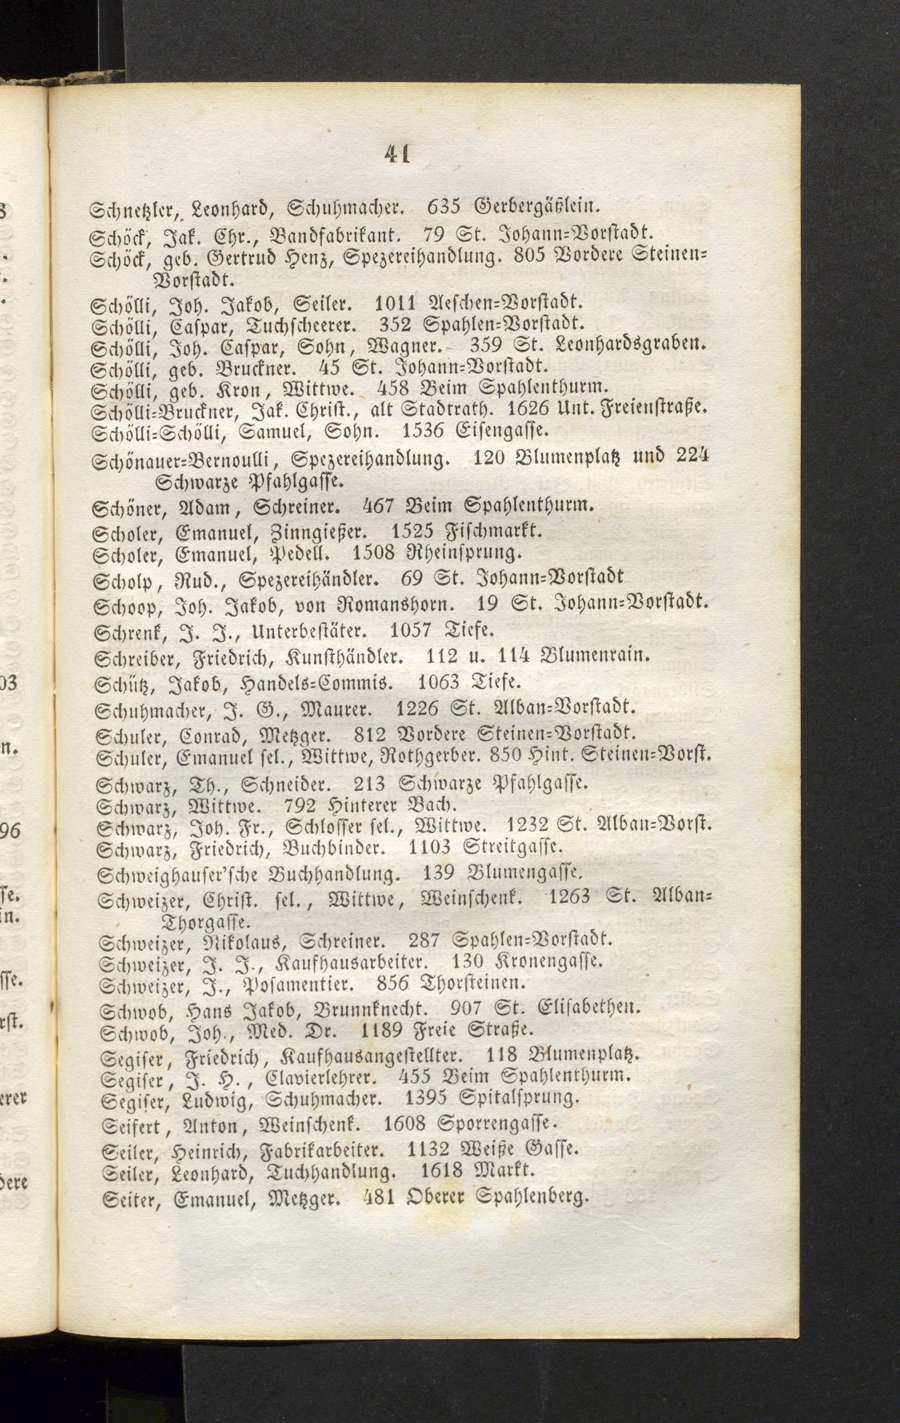 41
Schnetzler, Leonhard, Schuhmacher. 635 Gerbergäßlein.
Schöck, Jak. Chr., Bandfabrikant. 79 St. Johann-Vorstadt.
Schöck, geb. Gertrud Henz, Spezereihandlung. 805 Vordere Steinen-
Vorstadt.
Schölli, Joh. Jakob, Seiler. 1011 Aeschen-Vorstadt.
Schölli, Caspar, Tuchscheerer. 352 Spahlen-Vorstadt.
Schölli, Joh. Caspar, Sohn, Wagner. 359 St. Leonhardsgraben.
Schölli, geb. Bruckner. 45 St. Johann-Vorstadt.
Schölli, geb. Kron, Wittwe. 458 Beim Spahlenthurm.
Schölli-Bruckner, Jak. Christ., alt Stadtrath. 1626 Unt. Freienstraße.
Schölli-Schölli, Samuel, Sohn. 1536 Eisengasse.
Schönauer-Bernoulli, Spezereihandlung. 120 Blumenplatz und 224
Schwarze Pfahlgasse.
Schöner, Adam, Schreiner. 467 Beim Spahlenthurm.
Scholer, Emanuel, Zinngießer. 1525 Fischmarkt.
Scholer, Emanuel, Pedell. 1508 Rheinsprung.
Scholp, Rud., Spezereihändler. 69 St. Johann-Vorstadt
Schoop, Joh. Jakob, von Romanshorn. 19 St. Johann-Vorstadt.
Schrenk, J. J., Unterbestäter. 1057 Tiefe.
Schreiber, Friedrich, Kunsthändler. 112 u. 114 Blumenrain.
Schütz, Jakob, Handels-Commis. 1063 Tiefe.
Schuhmacher, J. G., Maurer. 1226 St. Alban-Vorstadt.
Schuler, Conrad, Metzger. 812 Vordere Steinen-Vorstadt.
Schuler, Emanuel sel., Wittwe, Rothgerber. 850 Hint. Steinen-Vorst.
Schwarz, Th., Schneider. 213 Schwarze Pfahlgasse.
Schwarz, Wittwe. 792 Hinterer Bach.
Schwarz, Joh. Fr., Schlosser sel., Wittwe. 1232 St. Alban-Vorst.
Schwarz, Friedrich, Buchbinder. 1103 Streitgasse.
Schweighauser'sche Buchhandlung. 139 Blumengasse.
Schweizer, Christ. sel., Wittwe, Weinschenk. 1263 St. Alban-
Thorgasse.
Schweizer, Nikolaus, Schreiner. 287 Spahlen-Vorstadt.
Schweizer, J. J., Kaufhausarbeiter. 130 Kronengasse.
Schweizer, J., Posamentier. 856 Thorsteinen.
Schwob, Hans Jakob, Brunnknecht. 907 St. Elisabethen.
Schwob, Joh., Med. Dr. 1189 Freie Straße.
Segiser, Friedrich, Kaufhausangestellter. 118 Blumenplatz.
Segiser, J. H., Clavierlehrer. 455 Beim Spahlenthurm.
Segiser, Ludwig, Schuhmacher. 1395 Spitalsprung.
Seifert, Anton, Weinschenk. 1608 Sporrengasse.
Seiler, Heinrich, Fabrikarbeiter. 1132 Weiße Gasse.
Seiler, Leonhard, Tuchhandlung. 1618 Markt.
Seiter, Emanuel, Metzger. 481 Oberer Spahlenberg.